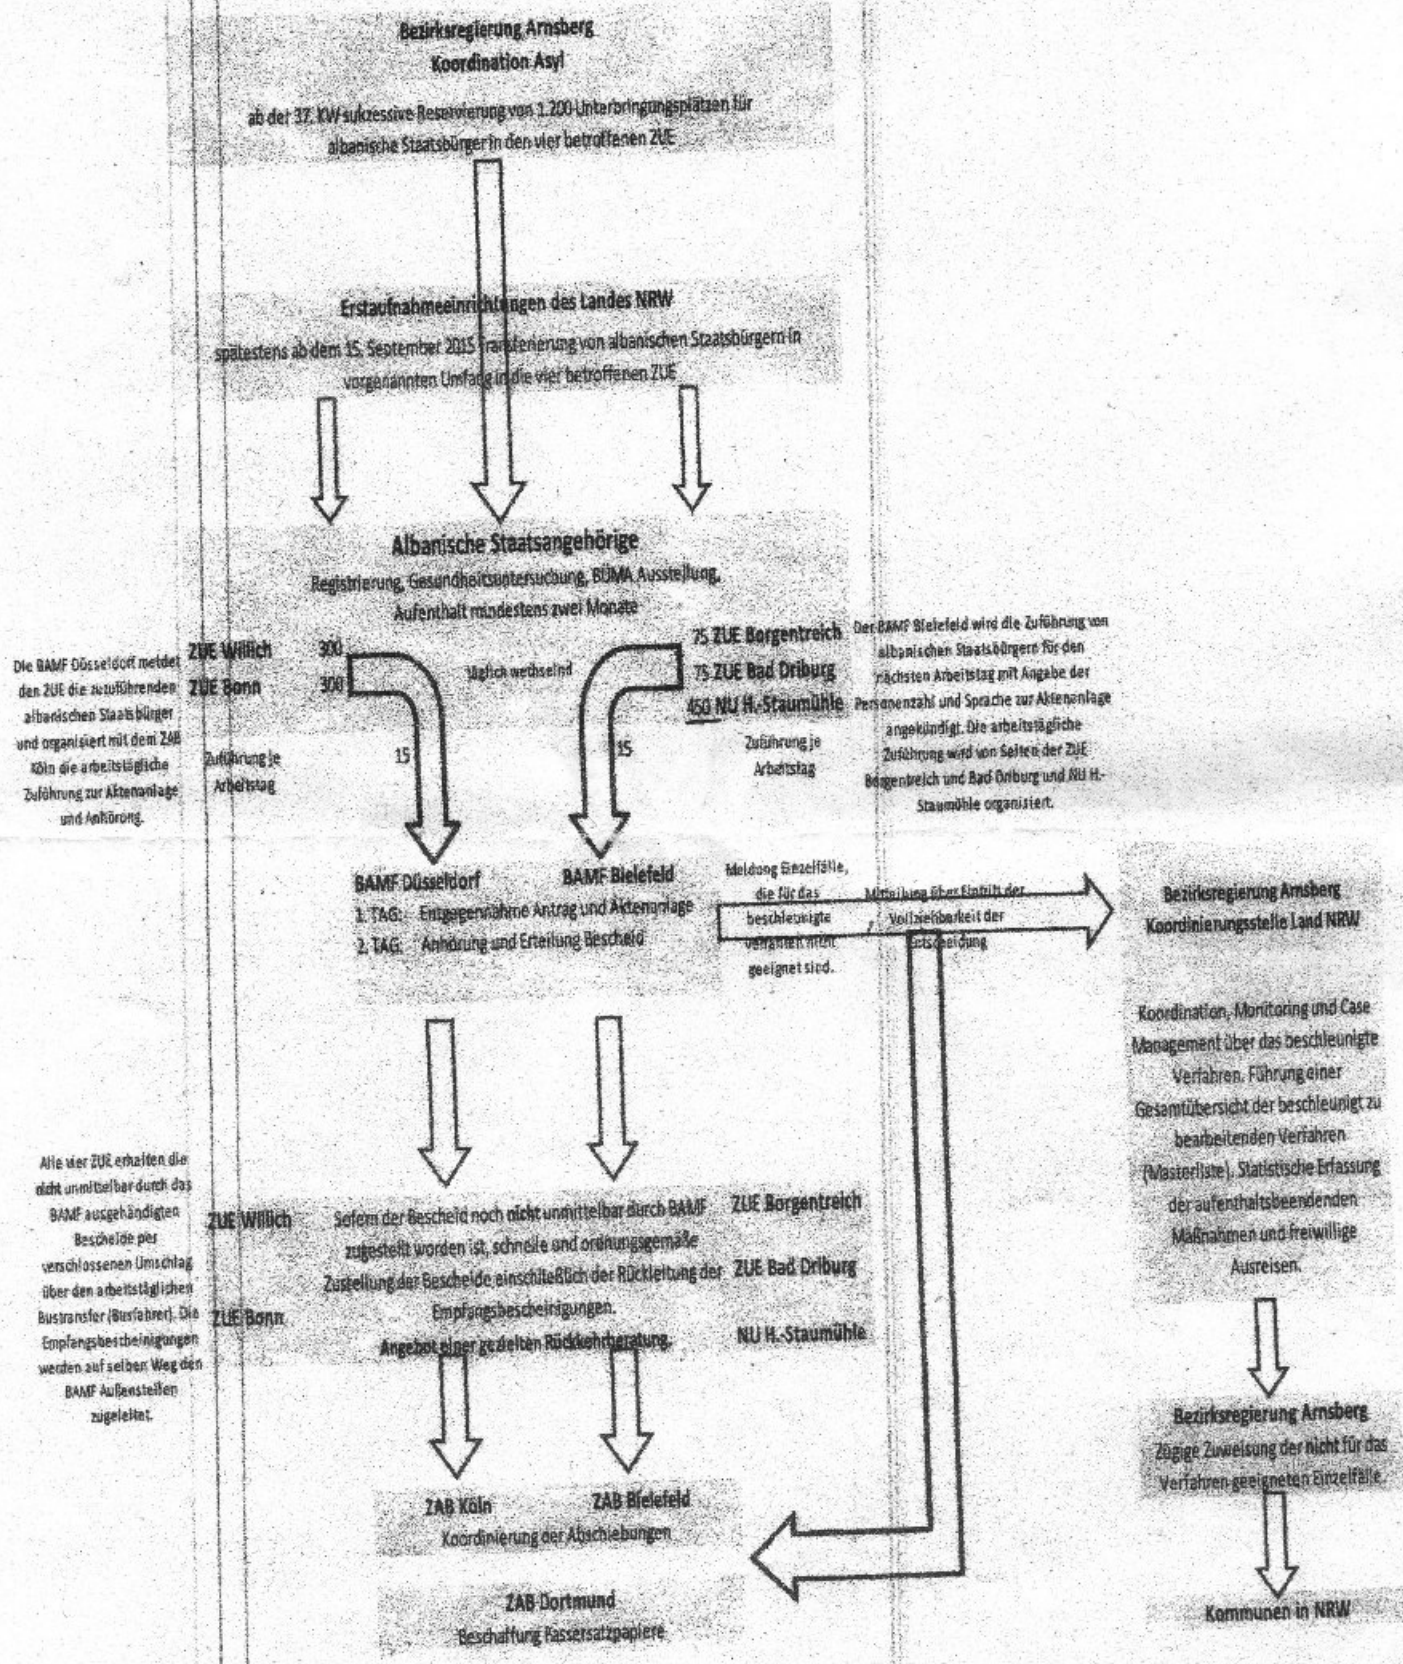 Bezirksregierung Arnsberg
Koordination Asyl
ab der 37. KW sukzessive Reservierung von 1.200 Unterbringungsplätzen für
albanische Staatsbürger in den vier betroffenen ZUE
Erstaufnahmeeinrichtungen des Landes NRW
spätestens ab dem 15. September 2015 Transferierung von albanischen Staatsbürgern in
vorgenannten Umfang in die vier betroffenen ZUE
Albanische Staatsangehörige
Registrierung, Gesundheitsuntersuchung, BÜMA Ausstellung,
Aufenthalt mindestens zwei Monate
ZUE Willich 300
ZUE Bonn 300
täglich wechselnd
75 ZUE Borgentreich
75 ZUE Bad Driburg
450 NU H.-Staumühle
Die BAMF Düsseldorf meldet
den ZUE die zuzuführenden
albanischen Staatsbürger
und organisiert mit dem ZAB
Köln die arbeitstägliche
Zuführung zur Aktenanlage
und Anhörung.
Zuführung je
Arbeitstag
15
15
Zuführung je
Arbeitstag
Der BAMF Bielefeld wird die Zuführung von
albanischen Staatsbürgern für den
nächsten Arbeitstag mit Angabe der
Personenzahl und Sprache zur Aktenanlage
angekündigt. Die arbeitstägliche
Zuführung wird von Seiten der ZUE
Borgentreich und Bad Driburg und NU H.-
Staumühle organisiert.
BAMF Düsseldorf BAMF Bielefeld
1. TAG: Entgegennahme Antrag und Aktenanlage
2. TAG: Anhörung und Erteilung Bescheid
Meldung Einzelfälle,
die für das
beschleunigte
Verfahren nicht
geeignet sind.
Mitteilung über Eintritt der
Vollziehbarkeit der
Entscheidung
Bezirksregierung Arnsberg
Koordinierungsstelle Land NRW
Koordination, Monitoring und Case
Management über das beschleunigte
Verfahren. Führung einer
Gesamtübersicht der beschleunigt zu
bearbeitenden Verfahren
(Masterliste). Statistische Erfassung
der aufenthaltsbeendenden
Maßnahmen und freiwillige
Ausreisen.
Alle vier ZUE erhalten die
nicht unmittelbar durch das
BAMF ausgehändigten
Bescheide per
verschlossenen Umschlag
über den arbeitstäglichen
Bustransfer (Busfahrer). Die
Empfangsbescheinigungen
werden auf selben Weg den
BAMF Außenstellen
zugeleitet.
ZUE Willich
ZUE Bonn
Sofern der Bescheid noch nicht unmittelbar durch BAMF
zugestellt worden ist, schnelle und ordnungsgemäße
Zustellung der Bescheide einschließlich der Rückleitung der
Empfangsbescheinigungen.
Angebot einer gezielten Rückkehrberatung.
ZUE Borgentreich
ZUE Bad Driburg
NU H.-Staumühle
Bezirksregierung Arnsberg
Zügige Zuweisung der nicht für das
Verfahren geeigneten Einzelfälle
ZAB Köln ZAB Bielefeld
Koordinierung der Abschiebungen
ZAB Dortmund
Beschaffung Passersatzpapiere
Kommunen in NRW